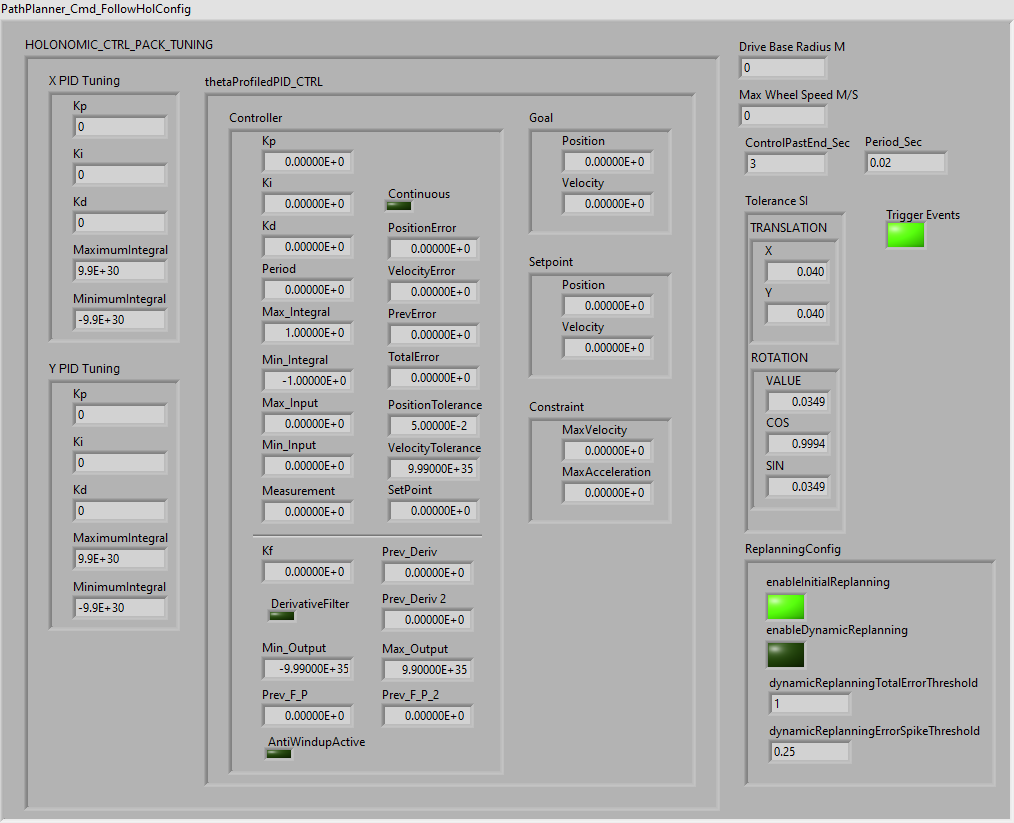 PathPlanner_Cmd_FollowHolConfig
HOLONOMIC_CTRL_PACK_TUNING
X PID Tuning
Kp
0
Ki
0
Kd
0
MaximumIntegral
9.9E+30
MinimumIntegral
-9.9E+30
Y PID Tuning
Kp
0
Ki
0
Kd
0
MaximumIntegral
9.9E+30
MinimumIntegral
-9.9E+30
thetaProfiledPID_CTRL
Controller
Kp
0.00000E+0
Ki
0.00000E+0
Kd
0.00000E+0
Period
0.00000E+0
Max_Integral
1.00000E+0
Min_Integral
-1.00000E+0
Max_Input
0.00000E+0
Min_Input
0.00000E+0
Measurement
0.00000E+0
Continuous
PositionError
0.00000E+0
VelocityError
0.00000E+0
PrevError
0.00000E+0
TotalError
0.00000E+0
PositionTolerance
5.00000E-2
VelocityTolerance
9.99000E+35
SetPoint
0.00000E+0
Kf
0.00000E+0
DerivativeFilter
Min_Output
-9.99000E+35
Prev_F_P
0.00000E+0
AntiWindupActive
Prev_Deriv
0.00000E+0
Prev_Deriv 2
0.00000E+0
Max_Output
9.90000E+35
Prev_F_P_2
0.00000E+0
Goal
Position
0.00000E+0
Velocity
0.00000E+0
Setpoint
Position
0.00000E+0
Velocity
0.00000E+0
Constraint
MaxVelocity
0.00000E+0
MaxAcceleration
0.00000E+0
Drive Base Radius M
0
Max Wheel Speed M/S
0
ControlPastEnd_Sec
3
Period_Sec
0.02
Tolerance SI
TRANSLATION
X
0.040
Y
0.040
ROTATION
VALUE
0.0349
COS
0.9994
SIN
0.0349
Trigger Events
ReplanningConfig
enableInitialReplanning
enableDynamicReplanning
dynamicReplanningTotalErrorThreshold
1
dynamicReplanningErrorSpikeThreshold
0.25